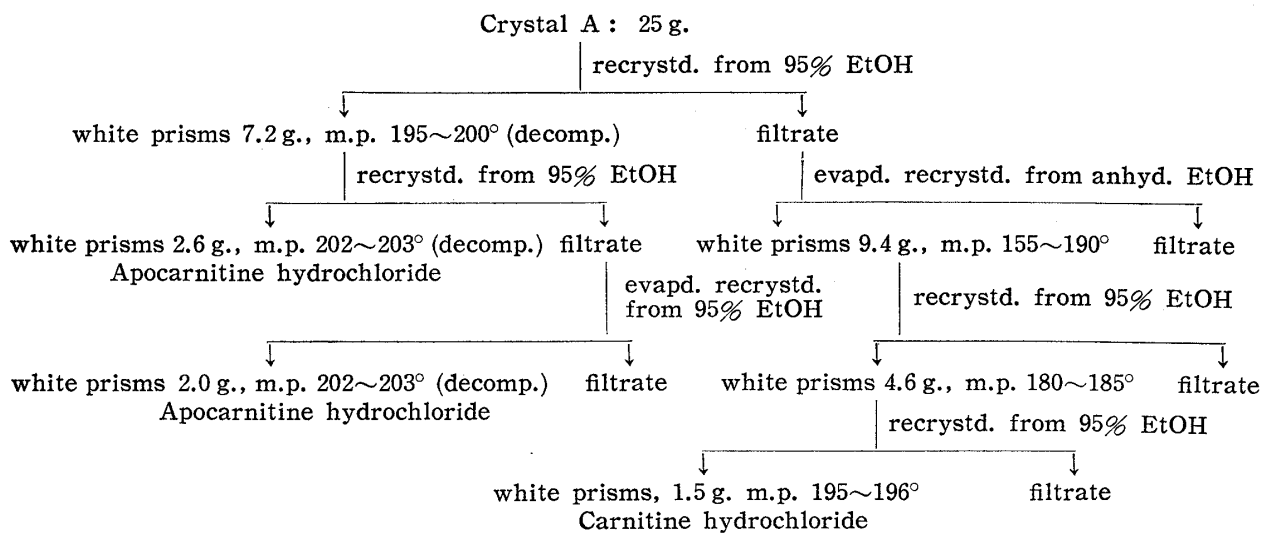 Crystal A : 25 g.
recrystd. from 95% EtOH
white prisms 7.2 g., m.p. 195~200° (decomp.) filtrate
recrystd. from 95% EtOH evapd. recrystd. from anhyd. EtOH
white prisms 2.6 g., m.p. 202~203° (decomp.) filtrate white prisms 9.4 g., m.p. 155~190° filtrate
Apocarnitine hydrochloride
evapd. recrystd.
from 95% EtOH
recrystd. from 95% EtOH
white prisms 2.0 g., m.p. 202~203° (decomp.) filtrate white prisms 4.6 g., m.p. 180~185° filtrate
Apocarnitine hydrochloride
recrystd. from 95% EtOH
white prisms, 1.5 g. m.p. 195~196° filtrate
Carnitine hydrochloride